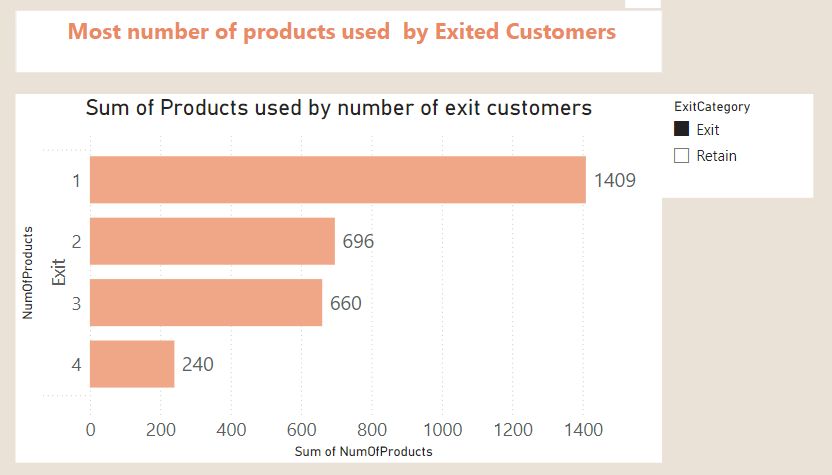 Most number of products used by Exited Customers
Sum of Products used by number of exit customers
ExitCategory
Exit
Retain
NumOfProducts
Exit
1
1409
2
696
3
660
4
240
0 200 400 600 800 1000 1200 1400
Sum of NumOfProducts